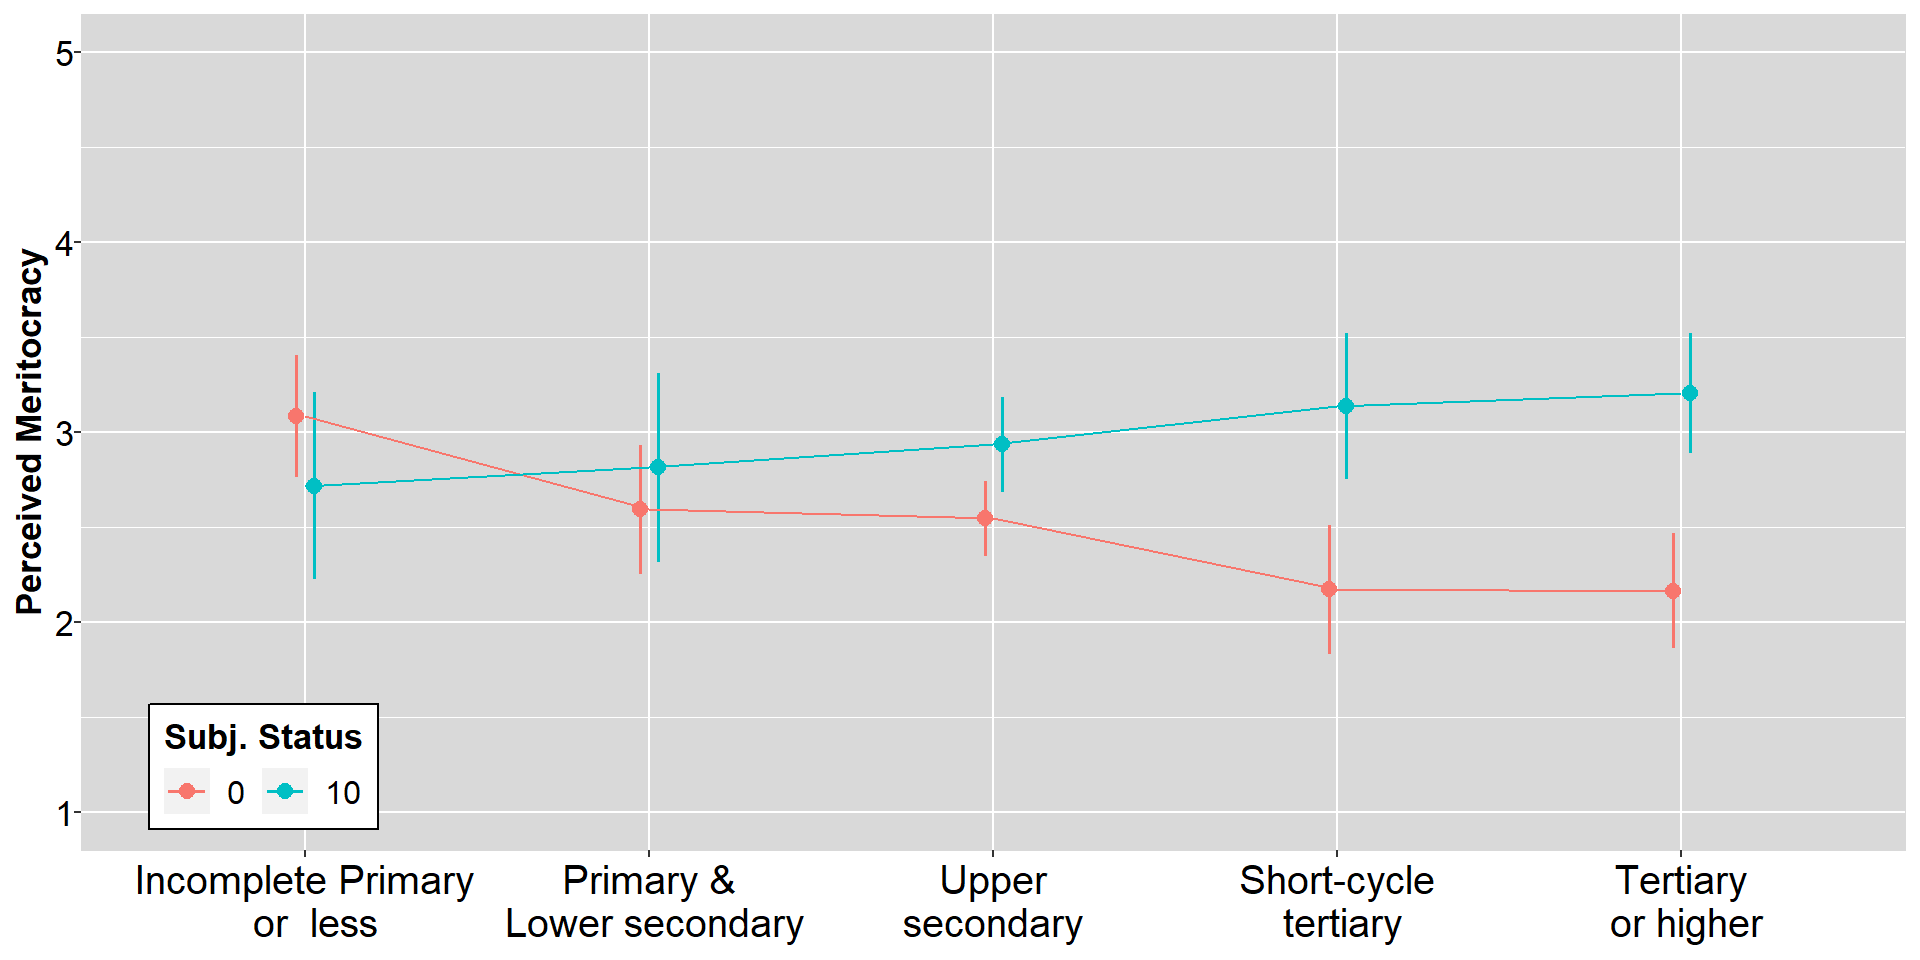 Perceived Meritocracy
5
4
3
2
1
Subj. Status
0 10
Incomplete Primary
or  less
Primary &
Lower secondary
Upper
secondary
Short-cycle
tertiary
Tertiary
or higher